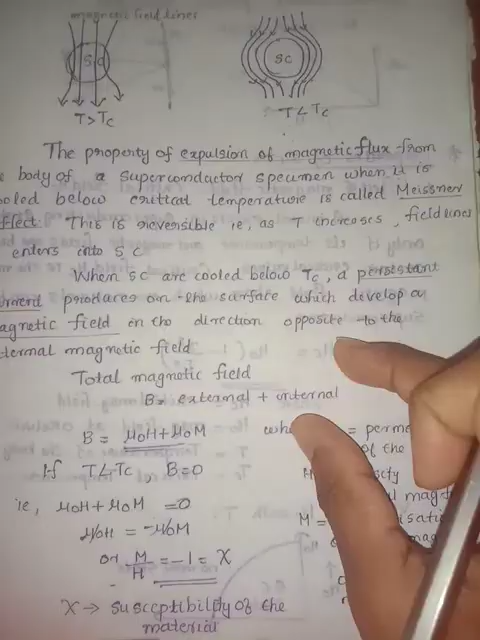 magnetic field lines
SC
SC
T > Tc
T < Tc
The property of expulsion of magnetic flux from
body of a superconductor specimen when it is
cooled below critical temperature is called Meissner
effect. This is reversible ie, as T increases, field lines
enters into SC
When SC are cooled below Tc, a persistant
current produces on the surface which develop a
magnetic field in the direction opposite to the
external magnetic field
Total magnetic field
B = external + internal
B = μ0H + μ0M
= perme
If T < Tc, B = 0
of the
H
ie, μ0H + μ0M = 0
μ0H = -μ0M
M =
or M/H = -1 = X
X → susceptibility of the
material